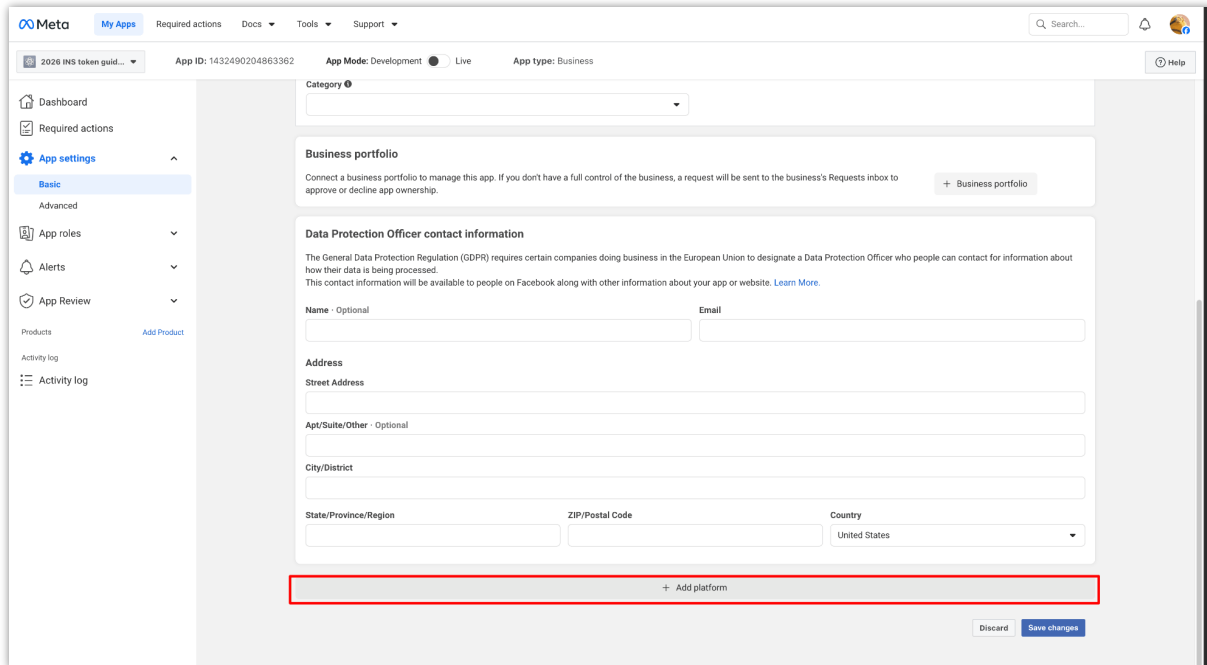 Meta
My Apps
Required actions
Docs
Tools
Support
Search...
2026 INS token guid...
App ID: 1432490204863362
App Mode: Development
Live
App type: Business
Help
Dashboard
Required actions
App settings
Basic
Advanced
App roles
Alerts
App Review
Products
Add Product
Activity log
Activity log
Category
Business portfolio
Connect a business portfolio to manage this app. If you don't have a full control of the business, a request will be sent to the business's Requests inbox to
approve or decline app ownership.
+ Business portfolio
Data Protection Officer contact information
The General Data Protection Regulation (GDPR) requires certain companies doing business in the European Union to designate a Data Protection Officer who people can contact for information about
how their data is being processed.
This contact information will be available to people on Facebook along with other information about your app or website. Learn More.
Name · Optional
Email
Address
Street Address
Apt/Suite/Other · Optional
City/District
State/Province/Region
ZIP/Postal Code
Country
United States
+ Add platform
Discard
Save changes